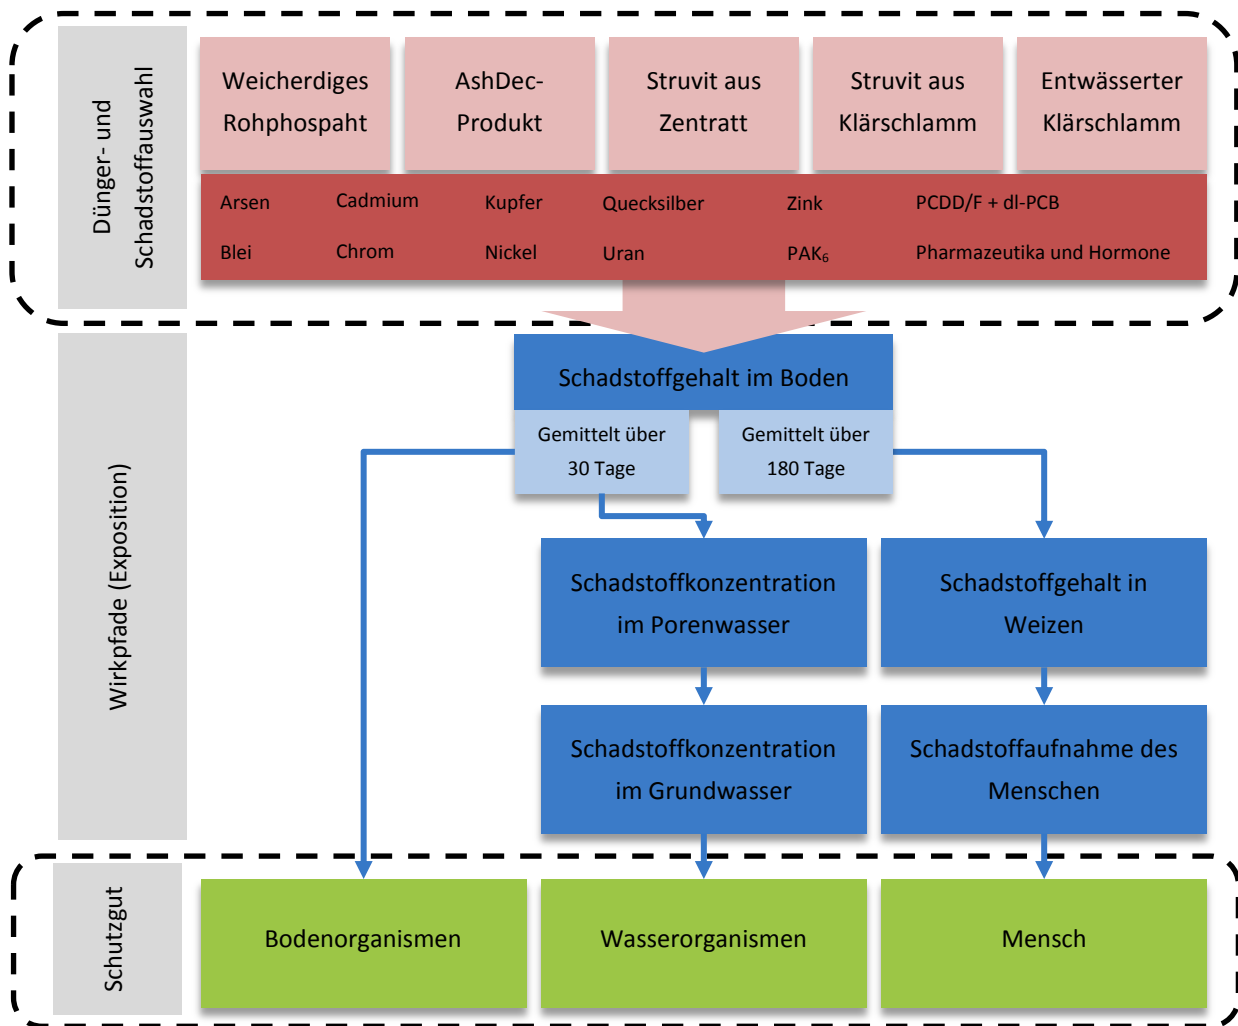 Dünger- und
Schadstoffauswahl
Weicherdiges
Rohphospaht
AshDec-
Produkt
Struvit aus
Zentratt
Struvit aus
Klärschlamm
Entwässerter
Klärschlamm
Arsen Cadmium Kupfer Quecksilber Zink PCDD/F + dl-PCB
Blei Chrom Nickel Uran PAK₆ Pharmazeutika und Hormone
Wirkpfade (Exposition)
Schadstoffgehalt im Boden
Gemittelt über
30 Tage
Gemittelt über
180 Tage
Schadstoffkonzentration
im Porenwasser
Schadstoffgehalt in
Weizen
Schadstoffkonzentration
im Grundwasser
Schadstoffaufnahme des
Menschen
Schutzgut
Bodenorganismen
Wasserorganismen
Mensch